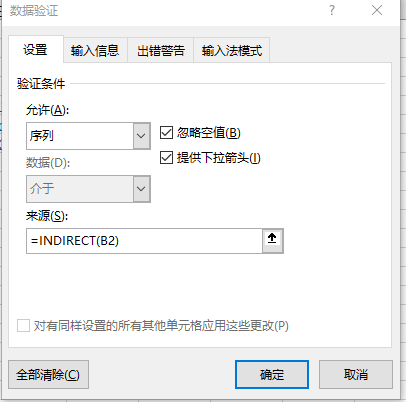 数据验证
? ×
设置 输入信息 出错警告 输入法模式
验证条件
允许(A):
序列
忽略空值(B)
数据(D):
提供下拉箭头(I)
介于
来源(S):
=INDIRECT(B2)
对有同样设置的所有其他单元格应用这些更改(P)
全部清除(C) 确定 取消